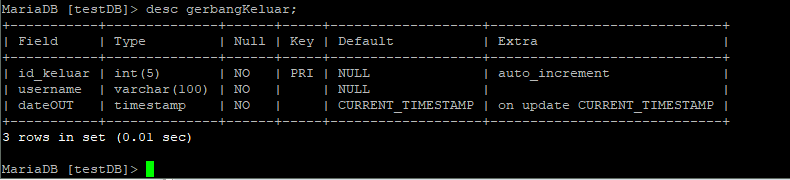 MariaDB [testDB]> desc gerbangKeluar;
+-----------+--------------+------+-----+-------------------+-----------------------------+
| Field     | Type         | Null | Key | Default           | Extra                       |
+-----------+--------------+------+-----+-------------------+-----------------------------+
| id_keluar | int(5)       | NO   | PRI | NULL              | auto_increment              |
| username  | varchar(100) | NO   |     | NULL              |                             |
| dateOUT   | timestamp    | NO   |     | CURRENT_TIMESTAMP | on update CURRENT_TIMESTAMP |
+-----------+--------------+------+-----+-------------------+-----------------------------+
3 rows in set (0.01 sec)
MariaDB [testDB]>